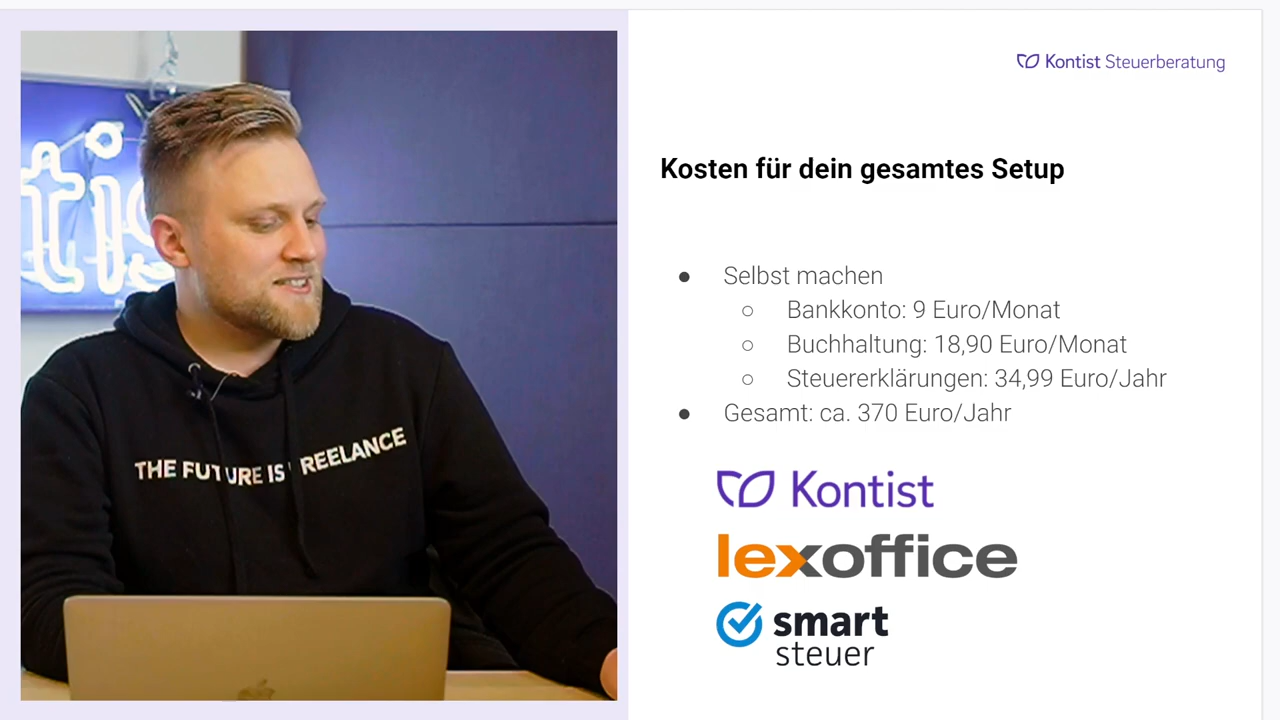 tis
THE FUTURE IS FREELANCE
Kontist Steuerberatung
Kosten für dein gesamtes Setup
● Selbst machen
○ Bankkonto: 9 Euro/Monat
○ Buchhaltung: 18,90 Euro/Monat
○ Steuererklärungen: 34,99 Euro/Jahr
● Gesamt: ca. 370 Euro/Jahr
Kontist
lexoffice
smart
steuer